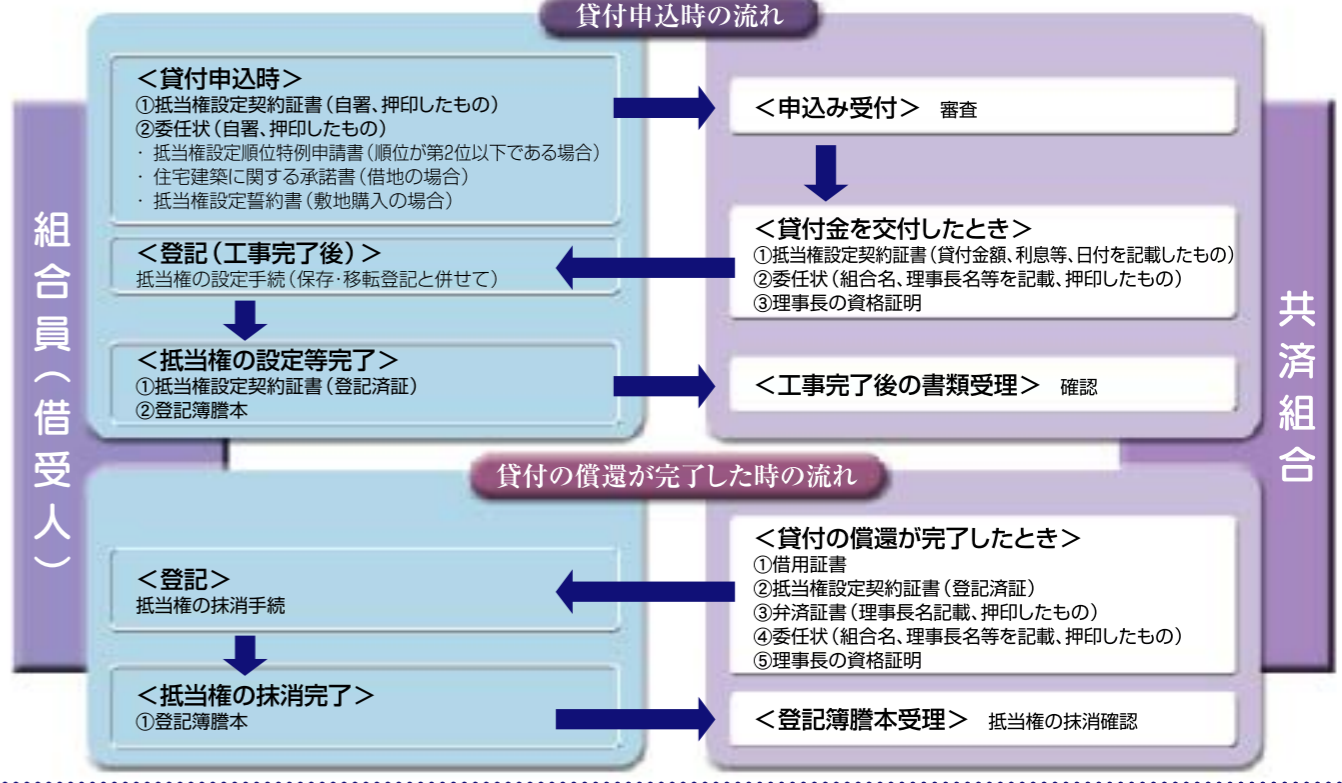 貸付申込時の流れ
組合員（借受人）
共済組合
＜貸付申込時＞
①抵当権設定契約証書（自署、押印したもの）
②委任状（自署、押印したもの）
・ 抵当権設定順位特例申請書（順位が第2位以下である場合）
・ 住宅建築に関する承諾書（借地の場合）
・ 抵当権設定誓約書（敷地購入の場合）
＜申込み受付＞ 審査
＜貸付金を交付したとき＞
①抵当権設定契約証書（貸付金額、利息等、日付を記載したもの）
②委任状（組合名、理事長名等を記載、押印したもの）
③理事長の資格証明
＜登記（工事完了後）＞
抵当権の設定手続（保存・移転登記と併せて）
＜抵当権の設定等完了＞
①抵当権設定契約証書（登記済証）
②登記簿謄本
＜工事完了後の書類受理＞ 確認
貸付の償還が完了した時の流れ
＜貸付の償還が完了したとき＞
①借用証書
②抵当権設定契約証書（登記済証）
③弁済証書（理事長名記載、押印したもの）
④委任状（組合名、理事長名等を記載、押印したもの）
⑤理事長の資格証明
＜登記＞
抵当権の抹消手続
＜抵当権の抹消完了＞
①登記簿謄本
＜登記簿謄本受理＞ 抵当権の抹消確認